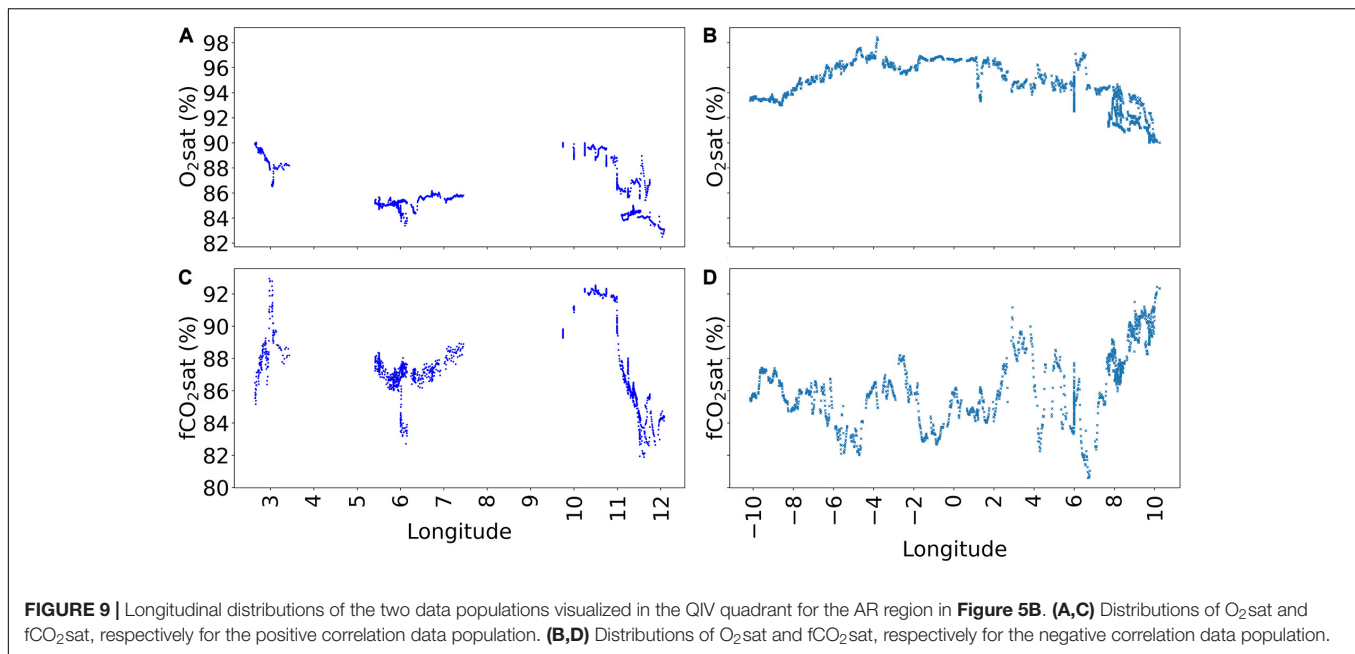 A
B
98
96
94
92
90
88
86
84
82
O2sat (%)
O2sat (%)
C
D
92
90
88
86
84
82
80
fCO2sat (%)
fCO2sat (%)
3 4 5 6 7 8 9 10 11 12
−10 −8 −6 −4 −2 0 2 4 6 8 10
Longitude
Longitude
FIGURE 9 | Longitudinal distributions of the two data populations visualized in the QIV quadrant for the AR region in Figure 5B. (A,C) Distributions of O2sat and
fCO2sat, respectively for the positive correlation data population. (B,D) Distributions of O2sat and fCO2sat, respectively for the negative correlation data population.